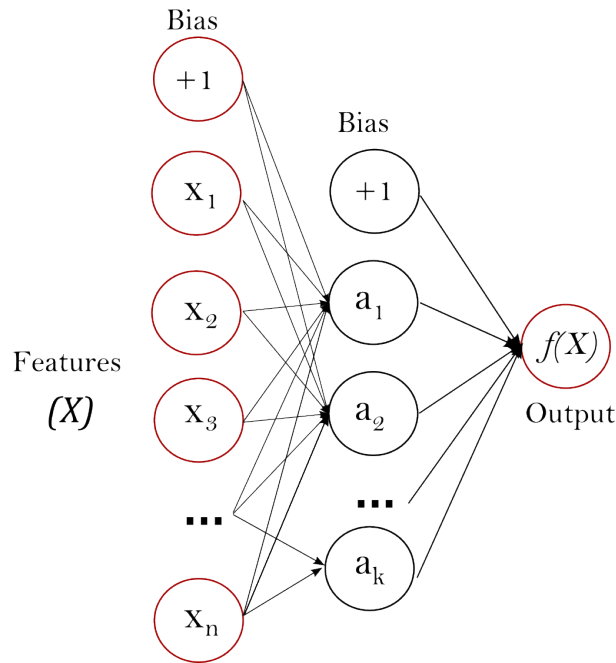 Bias
+1
x₁
x₂
x₃
...
xₙ
Features
(X)
Bias
+1
a₁
a₂
...
aₖ
f(X)
Output